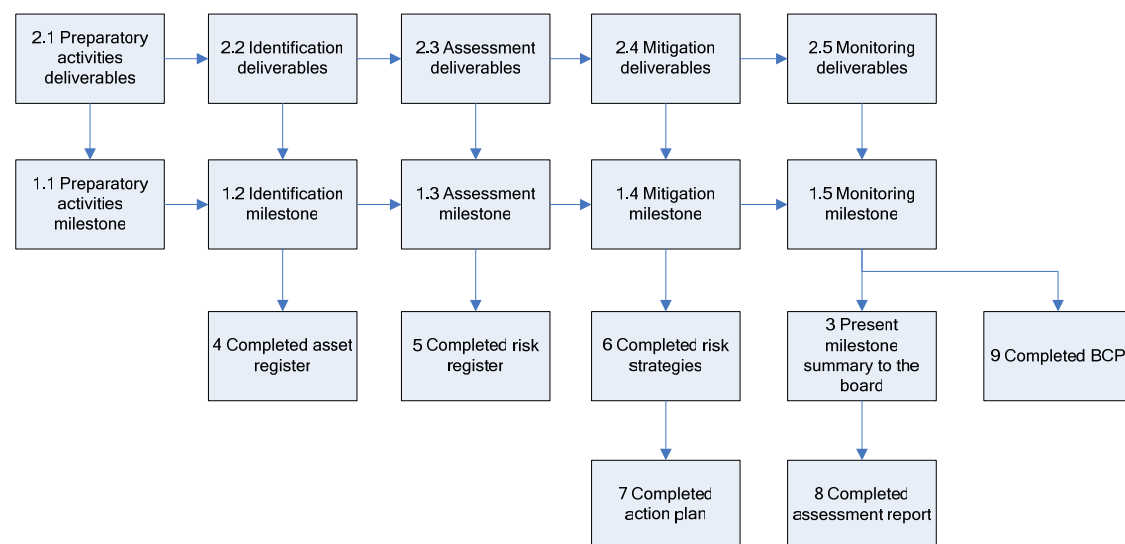 2.1 Preparatory
activities
deliverables
2.2 Identification
deliverables
2.3 Assessment
deliverables
2.4 Mitigation
deliverables
2.5 Monitoring
deliverables
1.1 Preparatory
activities
milestone
1.2 Identification
milestone
1.3 Assessment
milestone
1.4 Mitigation
milestone
1.5 Monitoring
milestone
4 Completed asset
register
5 Completed risk
register
6 Completed risk
strategies
3 Present
milestone
summary to the
board
9 Completed BCP
7 Completed
action plan
8 Completed
assessment report